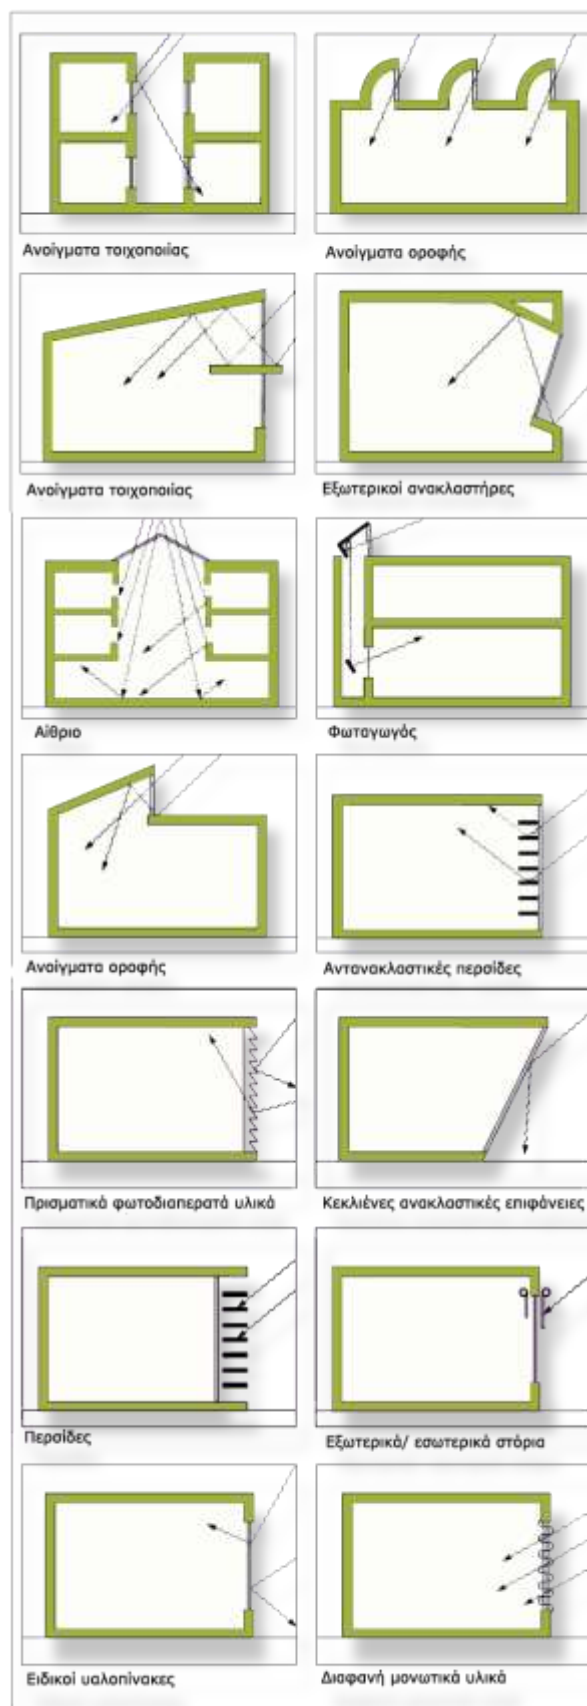 Ανοίγματα τοιχοποιίας
Ανοίγματα οροφής
Ανοίγματα τοιχοποιίας
Εξωτερικοί ανακλαστήρες
Αίθριο
Φωταγωγός
Ανοίγματα οροφής
Αντανακλαστικές περσίδες
Πρισματικά φωτοδιαπερατά υλικά
Κεκλιένες ανακλαστικές επιφάνειες
Περσίδες
Εξωτερικά/ εσωτερικά στόρια
Ειδικοί υαλοπίνακες
Διαφανή μονωτικά υλικά